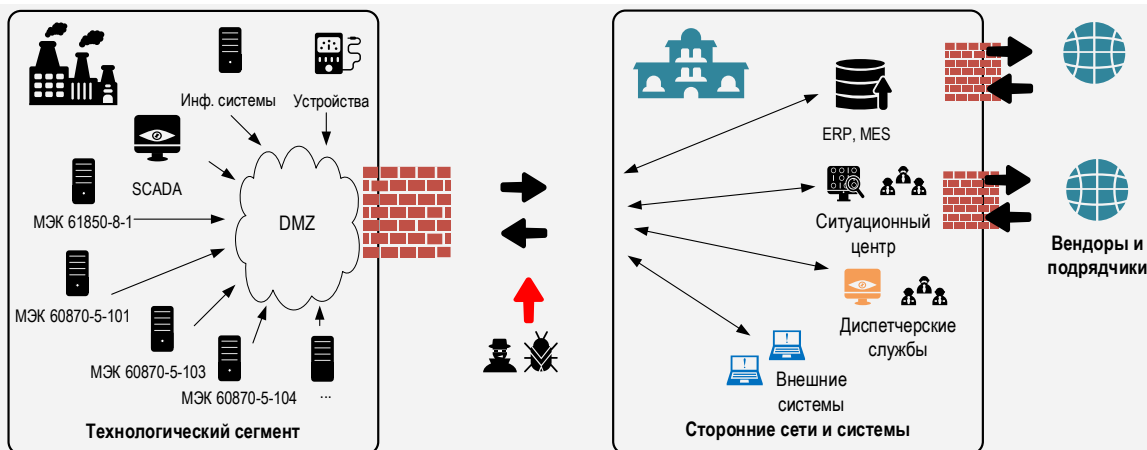 Инф. системы
Устройства
SCADA
МЭК 61850-8-1
DMZ
МЭК 60870-5-101
МЭК 60870-5-103
МЭК 60870-5-104
...
Технологический сегмент
ERP, MES
Ситуационный
центр
Диспетчерские
службы
Внешние
системы
Сторонние сети и системы
Вендоры и
подрядчики